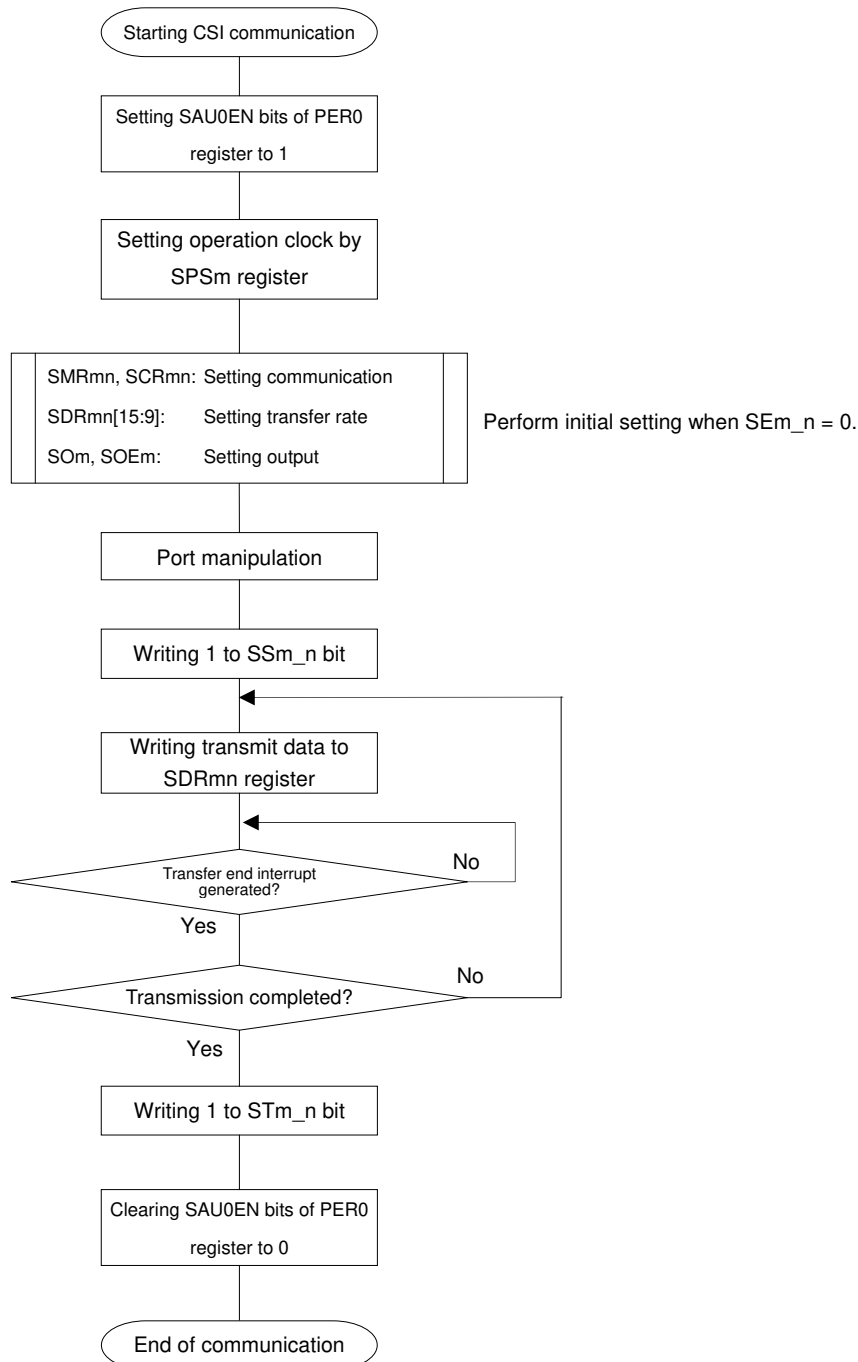 Starting CSI communication
Setting SAU0EN bits of PER0
register to 1
Setting operation clock by
SPSm register
SMRmn, SCRmn: Setting communication
SDRmn[15:9]: Setting transfer rate
SOm, SOEm: Setting output
Perform initial setting when SEm_n = 0.
Port manipulation
Writing 1 to SSm_n bit
Writing transmit data to
SDRmn register
Transfer end interrupt
generated?
No
Yes
Transmission completed?
No
Yes
Writing 1 to STm_n bit
Clearing SAU0EN bits of PER0
register to 0
End of communication